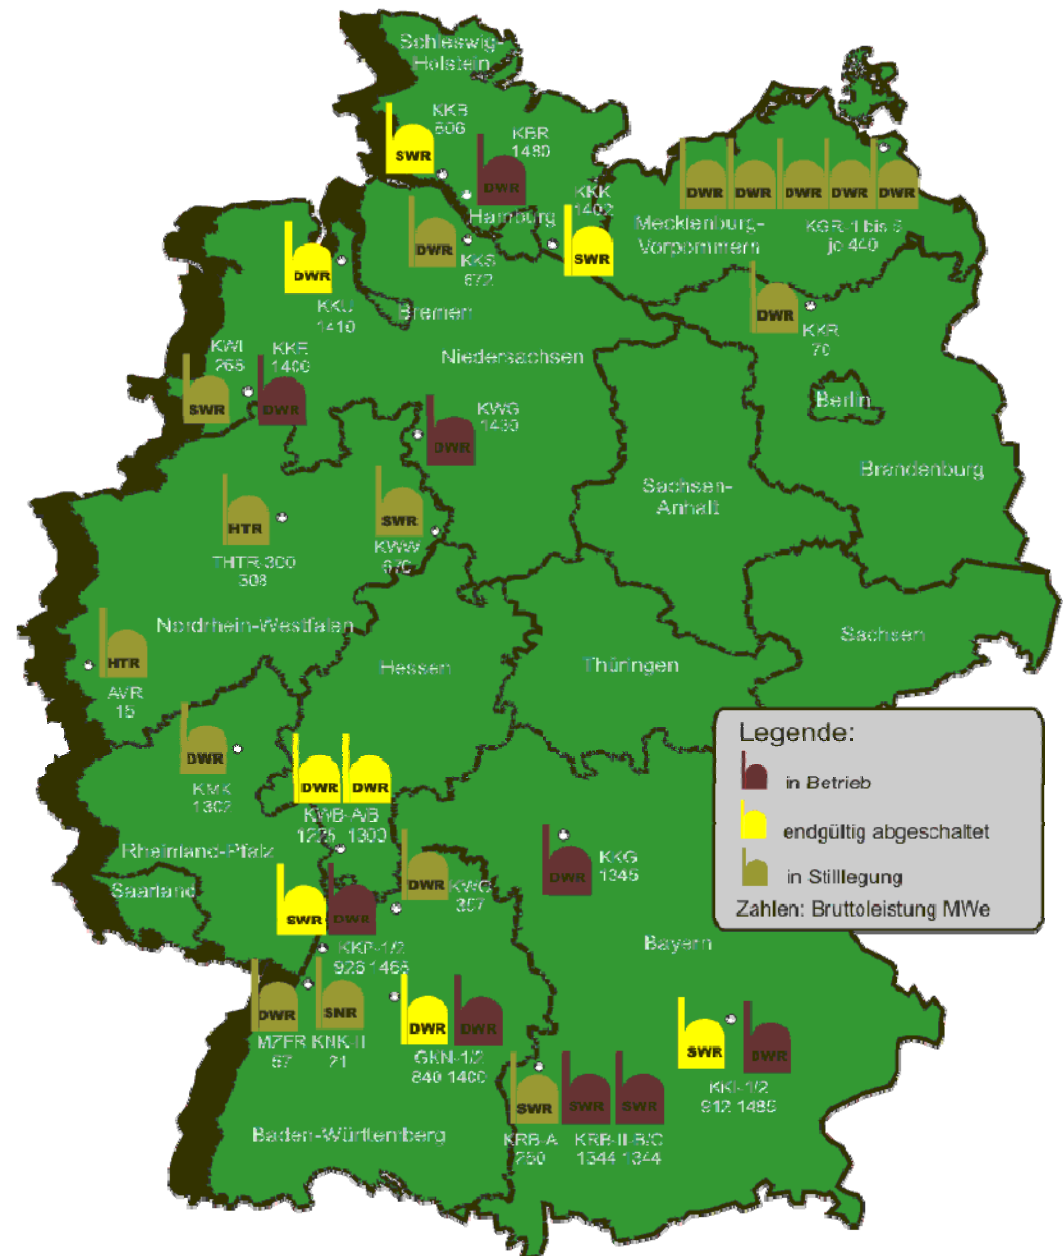 Schleswig-
Holstein
KKB
806
SWR
KBR
1480
DWR
Hamburg
KKK
1402
SWR
DWR
DWR
DWR
DWR
DWR
Mecklenburg-
Vorpommern
KGR-1 bis 5
je 440
DWR
KKS
672
DWR
KKU
1410
Bremen
Niedersachsen
DWR
KKR
70
KWL
268
SWR
KKE
1400
DWR
KWG
1430
DWR
Berlin
Brandenburg
Sachsen-
Anhalt
HTR
THTR-300
308
SWR
KWW
670
Nordrhein-Westfalen
HTR
AVR
15
Hessen
Thüringen
Sachsen
DWR
KMK
1302
DWR
DWR
KWB-A/B
1225 1300
Rheinland-Pfalz
Saarland
DWR
KWO
357
DWR
KKG
1345
SWR
DWR
KKP-1/2
926 1468
Bayern
Legende:
in Betrieb
endgültig abgeschaltet
in Stilllegung
Zahlen: Bruttoleistung MWe
DWR
SNR
MZFR KNK-II
57 21
DWR
DWR
GKN-1/2
840 1400
SWR
DWR
KKI-1/2
912 1485
SWR
SWR
SWR
KRB-A
250
KRB-II-B/C
1344 1344
Baden-Württemberg